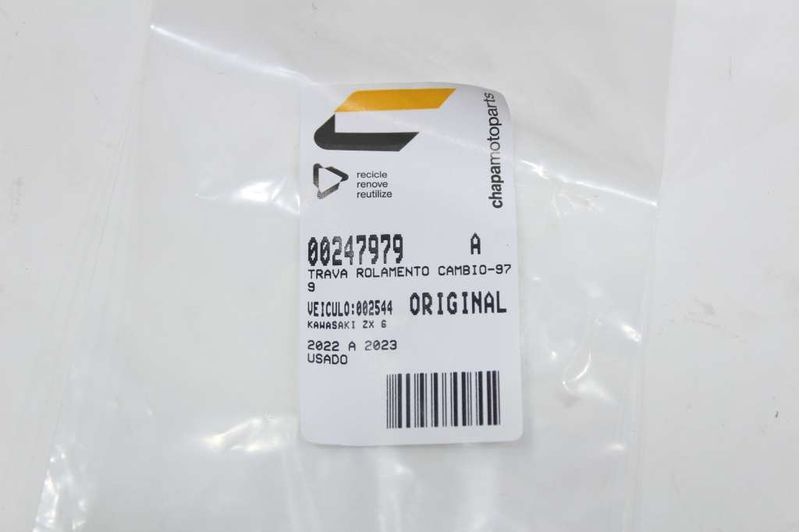 chapamotoparts
recicle
renove
reutilize
00247979 A
TRAVA ROLAMENTO CAMBIO-97
9
VEICULO:002544 ORIGINAL
KAWASAKI ZX 6
2022 A 2023
USADO